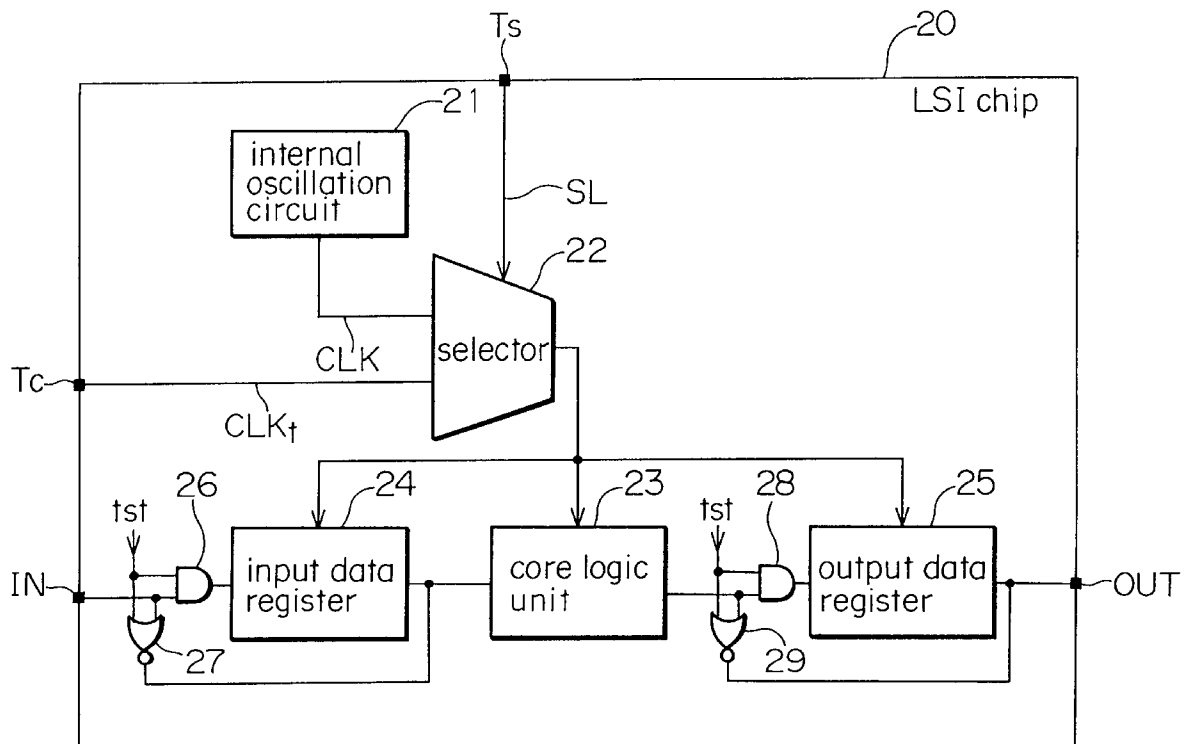 Ts
20
LSI chip
21
internal
oscillation
circuit
SL
22
CLK
selector
Tc
CLKt
26
24
23
28
25
tst
tst
IN
input data
register
core logic
unit
output data
register
OUT
27
29